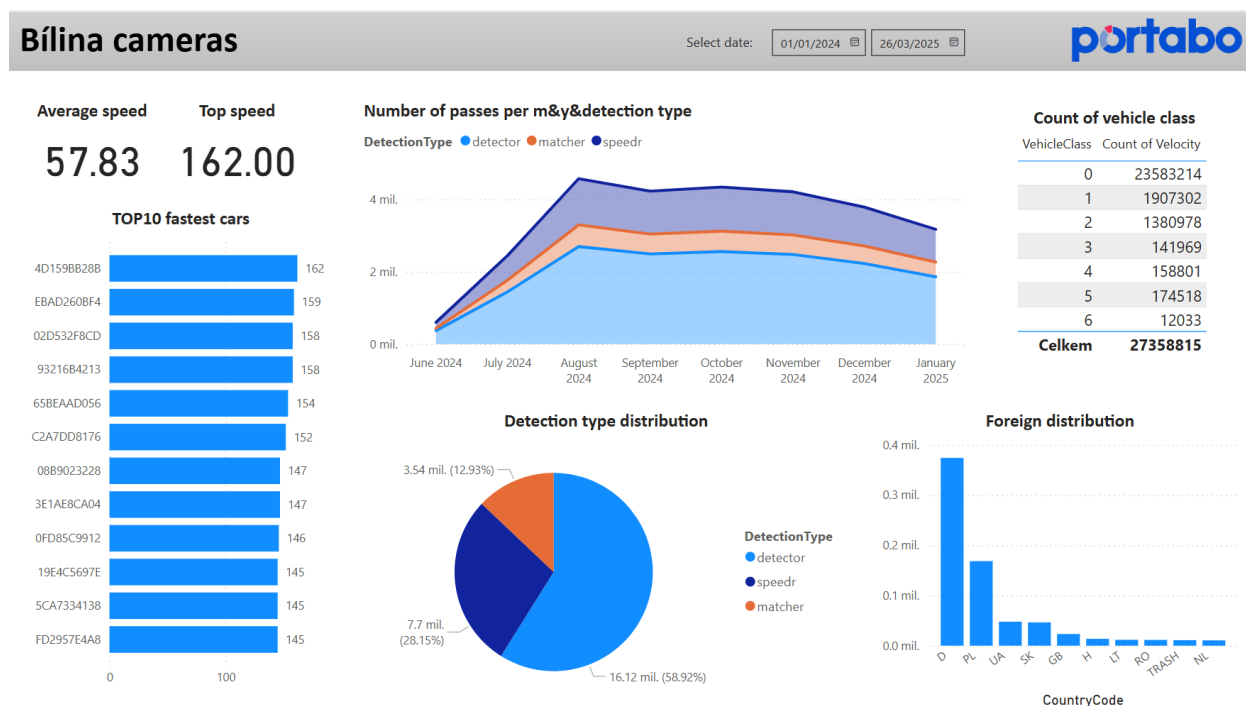 Bílina cameras
Select date:
01/01/2024
26/03/2025
portabo
Average speed
57.83
Top speed
162.00
TOP10 fastest cars
4D159BB28B
162
EBAD260BF4
159
02D532F8CD
158
93216B4213
158
65BEAAD056
154
C2A7DD8176
152
08B9023228
147
3E1AE8CA04
147
0FD85C9912
146
19E4C5697E
145
5CA7334138
145
FD2957E4A8
145
0
100
Number of passes per m&y&detection type
DetectionType detector matcher speedr
4 mil.
2 mil.
0 mil.
June 2024
July 2024
August
2024
September
2024
October
2024
November
2024
December
2024
January
2025
Count of vehicle class
VehicleClass Count of Velocity
0 23583214
1 1907302
2 1380978
3 141969
4 158801
5 174518
6 12033
Celkem 27358815
Detection type distribution
3.54 mil. (12.93%)
7.7 mil.
(28.15%)
16.12 mil. (58.92%)
DetectionType
detector
speedr
matcher
Foreign distribution
0.4 mil.
0.3 mil.
0.2 mil.
0.1 mil.
0.0 mil.
D
PL
UA
SK
GB
H
LT
RO
TRASH
NL
CountryCode